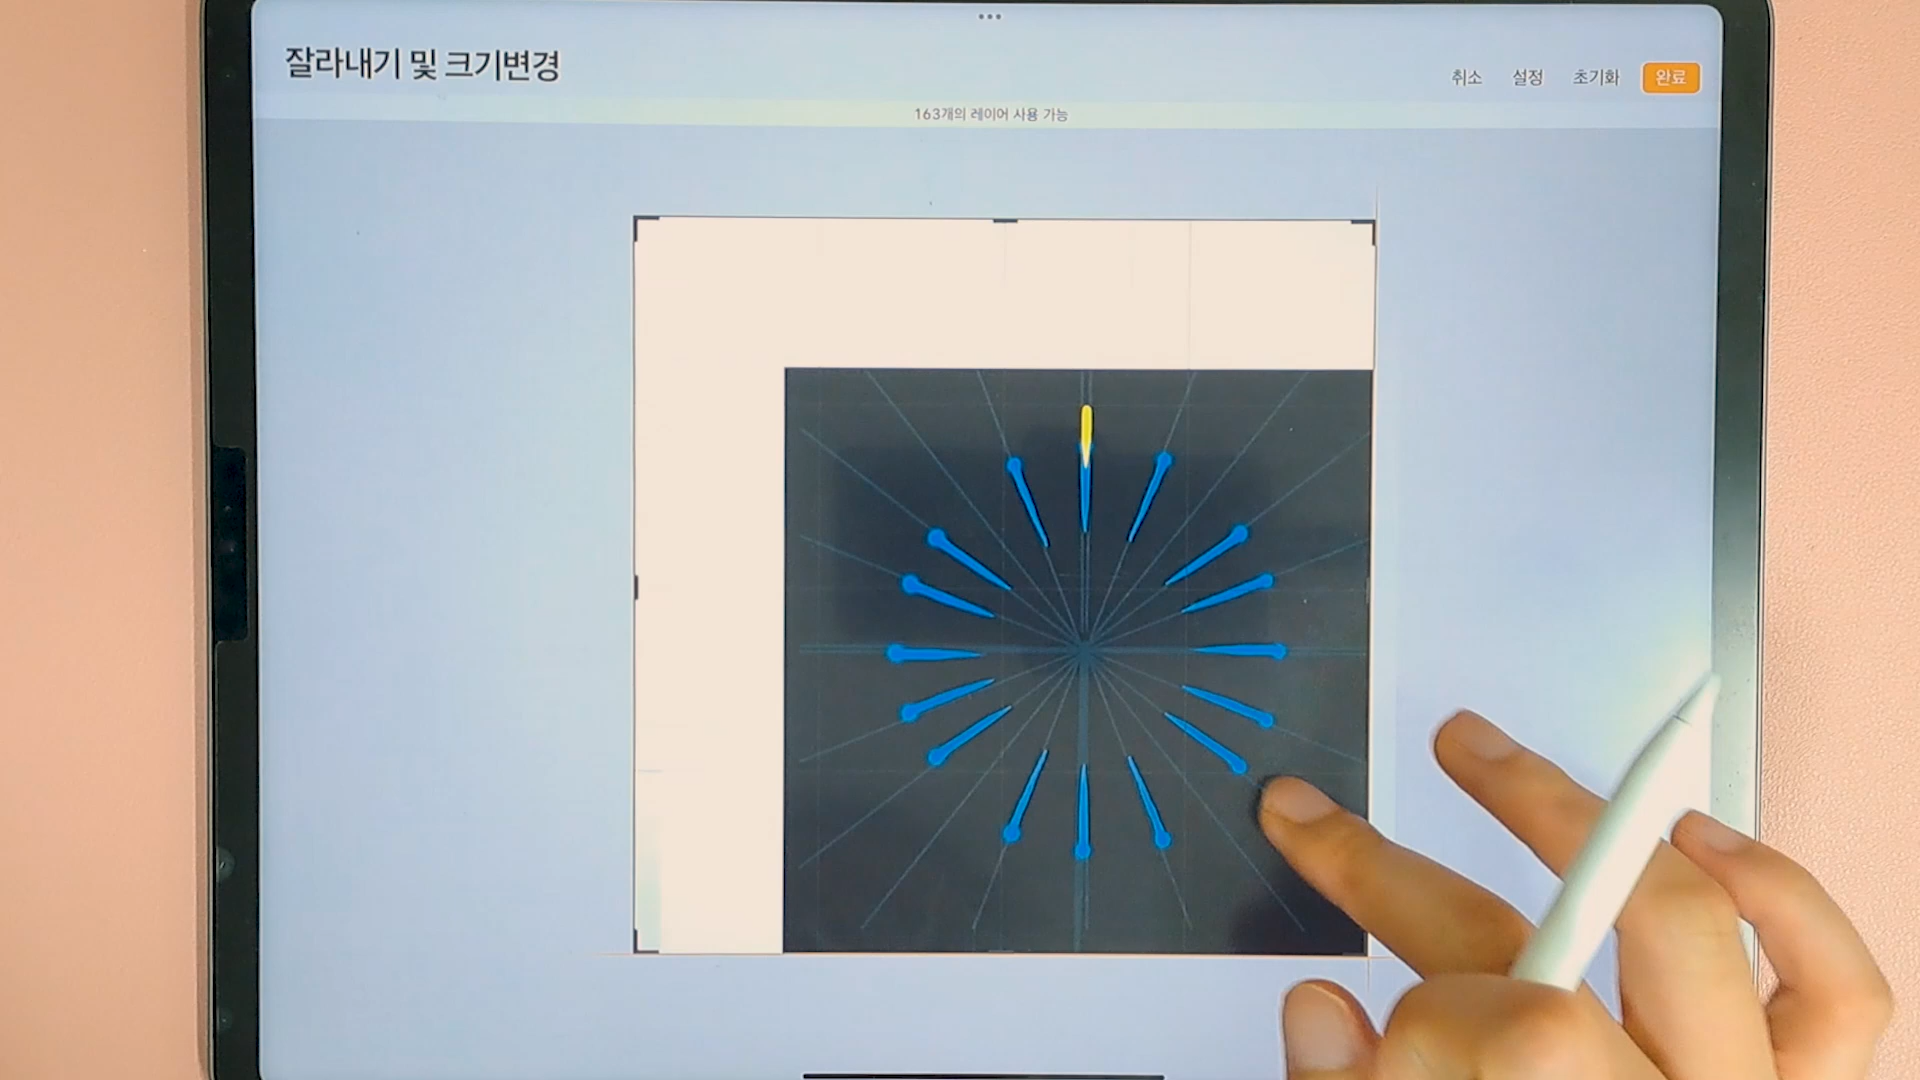 잘라내기 및 크기변경
취소 설정 초기화 완료
163개의 레이어 사용 가능